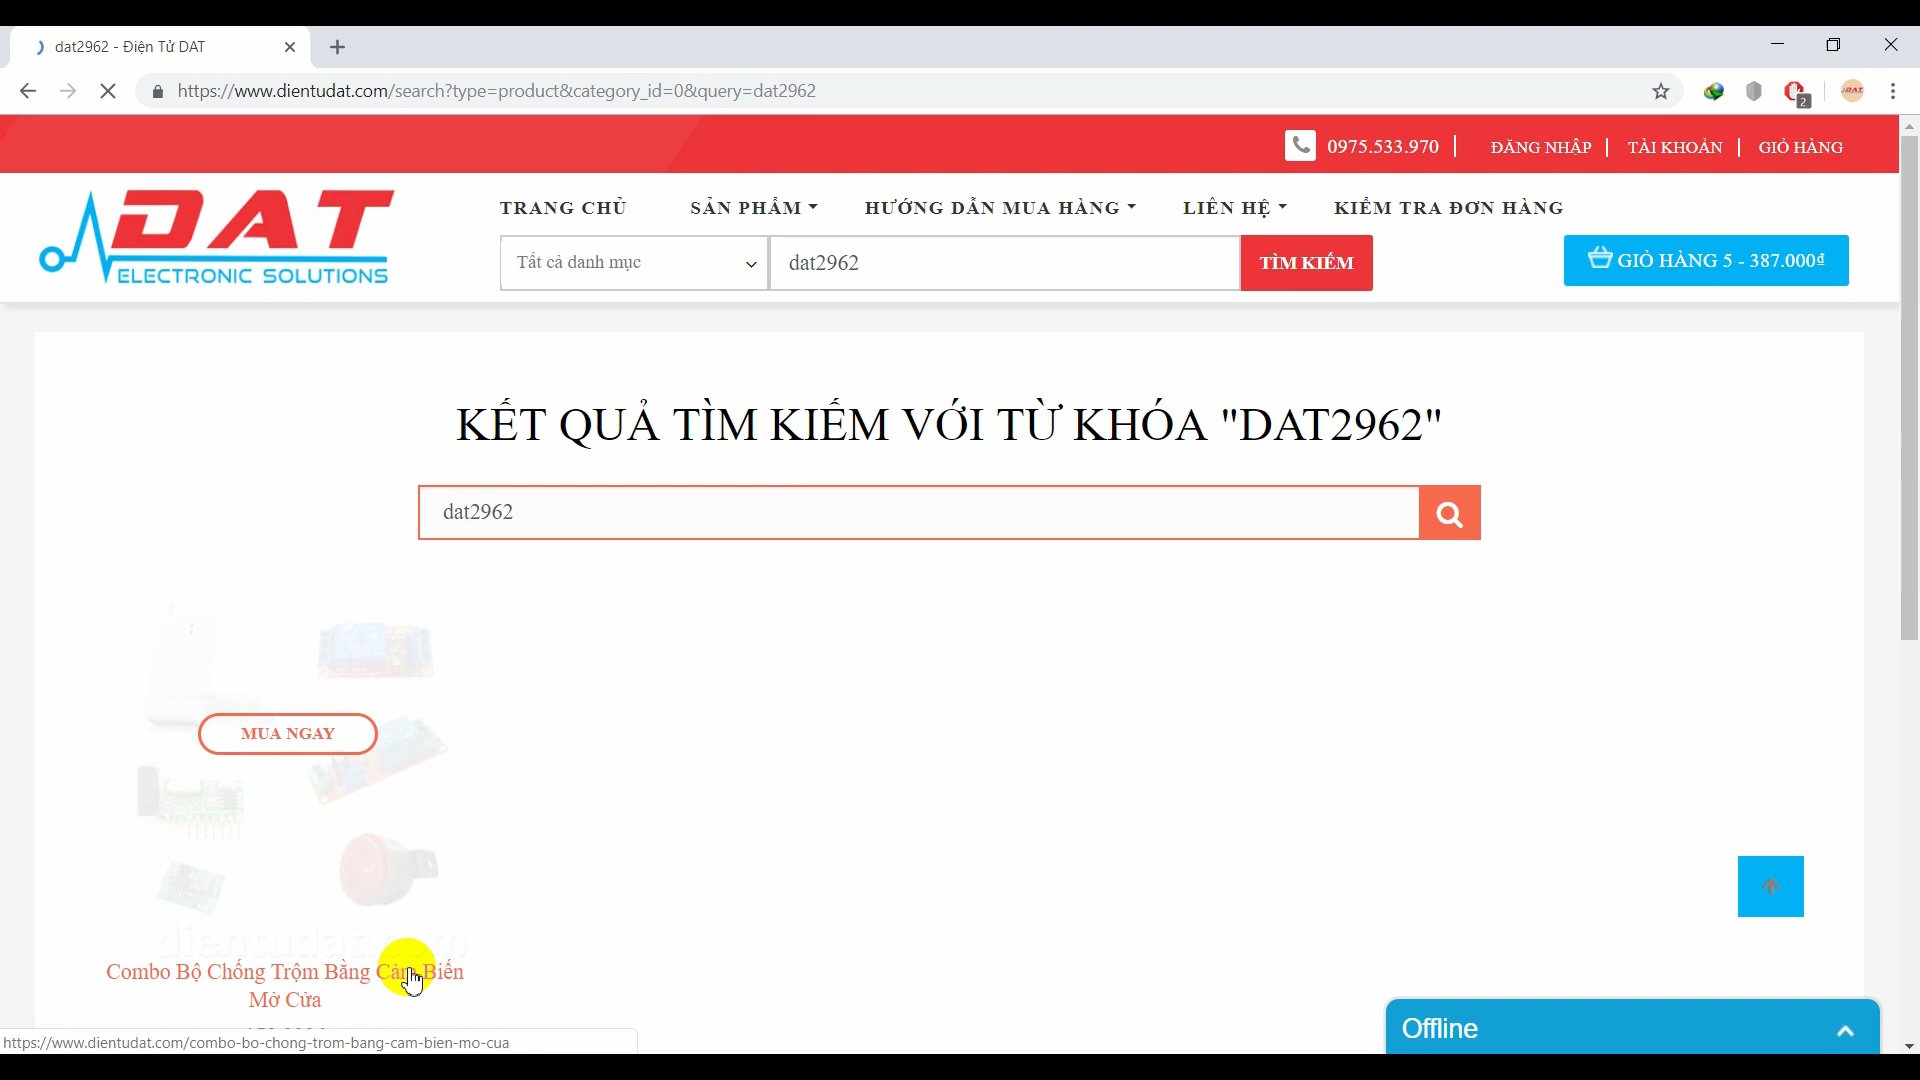 dat2962 - Điện Tử DAT
https://www.dientudat.com/search?type=product&category_id=0&query=dat2962
2
0975.533.970
ĐĂNG NHẬP
TÀI KHOẢN
GIỎ HÀNG
DAT
ELECTRONIC SOLUTIONS
TRANG CHỦ
SẢN PHẨM
HƯỚNG DẪN MUA HÀNG
LIÊN HỆ
KIỂM TRA ĐƠN HÀNG
Tất cả danh mục
dat2962
TÌM KIẾM
GIỎ HÀNG 5 - 387.000₫
KẾT QUẢ TÌM KIẾM VỚI TỪ KHÓA "DAT2962"
dat2962
MUA NGAY
dientudat.com
Combo Bộ Chống Trộm Bằng Cảm Biến
Mở Cửa
Offline
https://www.dientudat.com/combo-bo-chong-trom-bang-cam-bien-mo-cua